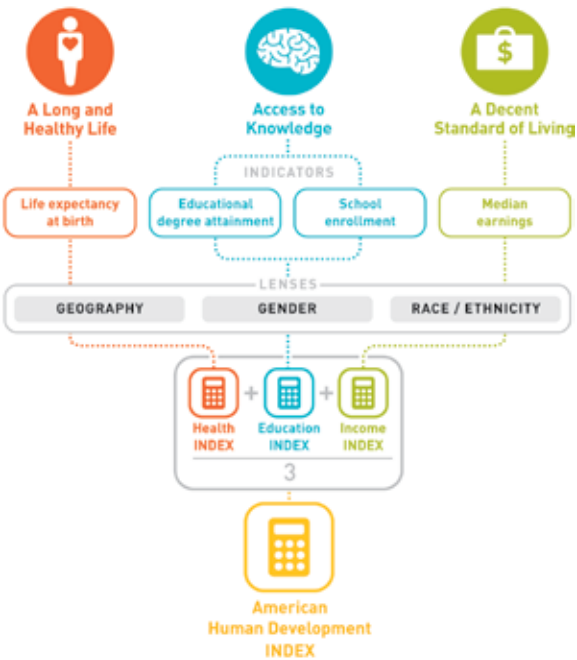 $
A Long and
Healthy Life
Access to
Knowledge
A Decent
Standard of Living
INDICATORS
Life expectancy
at birth
Educational
degree attainment
School
enrollment
Median
earnings
LENSES
GEOGRAPHY
GENDER
RACE / ETHNICITY
+
+
Health
INDEX
Education
INDEX
Income
INDEX
3
American
Human Development
INDEX